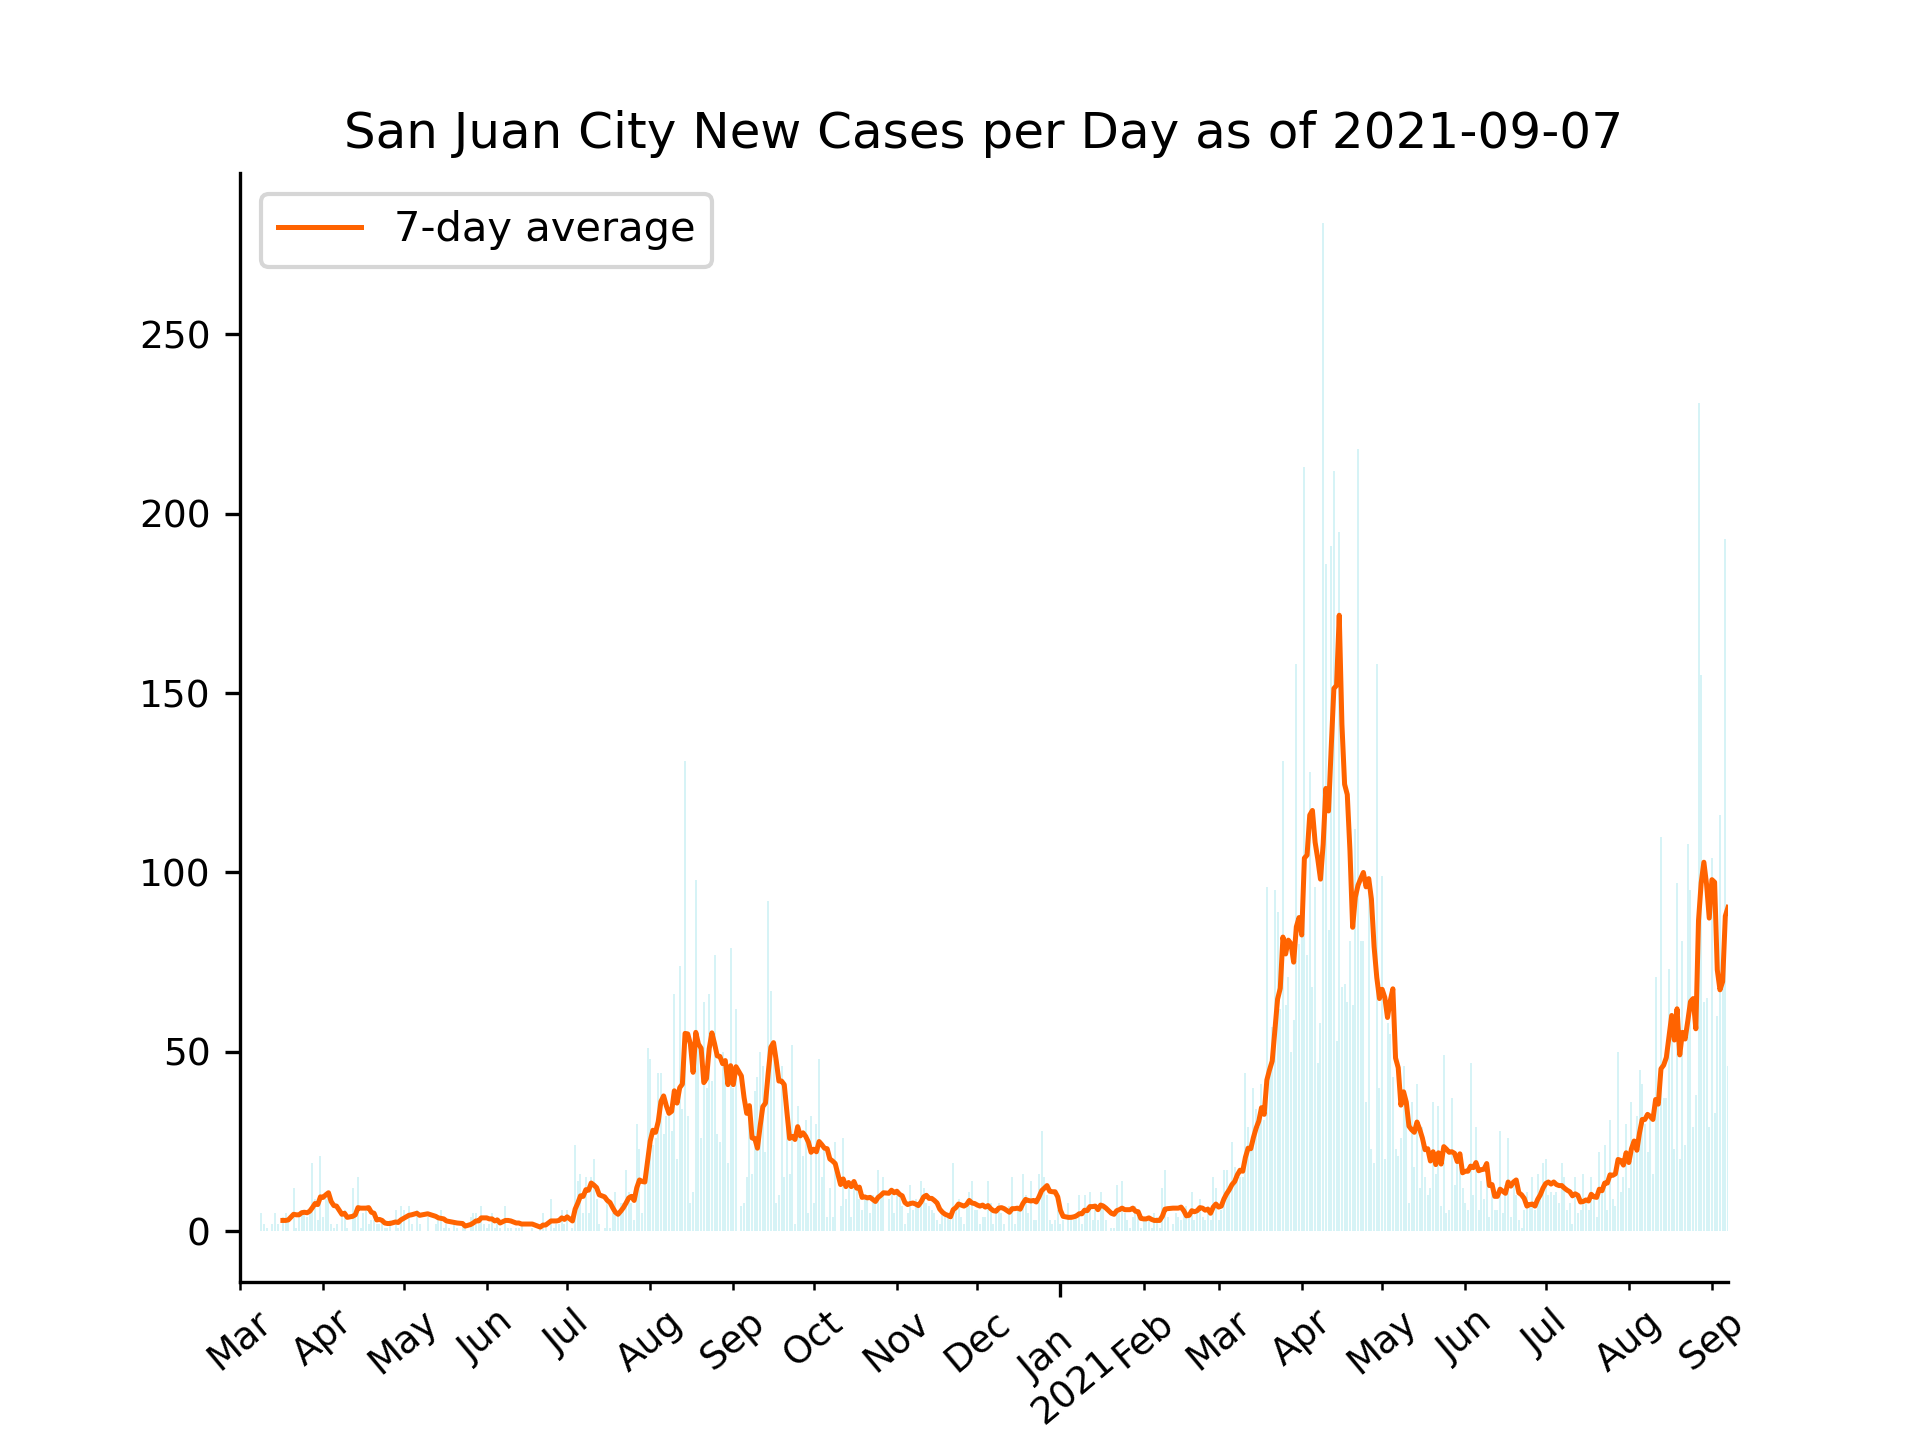 San Juan City New Cases per Day as of 2021-09-07
7-day average
250
200
150
100
50
0
Mar Apr May Jun Jul Aug Sep Oct Nov Dec Jan Feb Mar Apr May Jun Jul Aug Sep
2021